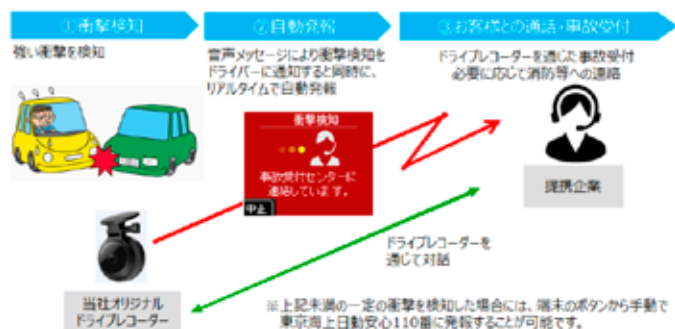 ①衝撃検知
②自動発報
③お客様との通話・事故受付
強い衝撃を検知
音声メッセージにより衝撃検知を
ドライバーに通知すると同時に、
リアルタイムで自動発報
ドライブレコーダーを通じた事故受付
必要に応じて消防等への連絡
衝撃検知
事故受付センターに
連絡しています。
中止
提携企業
ドライブレコーダーを
通じて対話
当社オリジナル
ドライブレコーダー
※上記未満の一定の衝撃を検知した場合には、端末のボタンから手動で
東京海上日動安心110番に発報することが可能です。